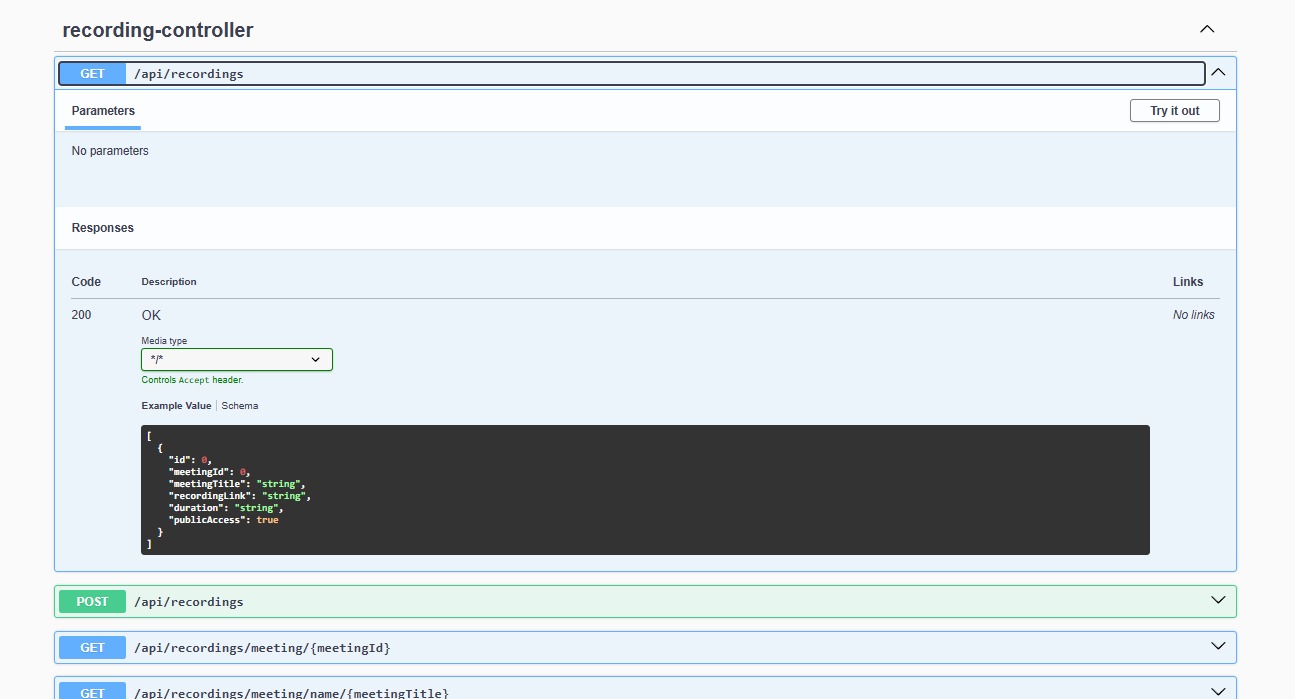 recording-controller
GET /api/recordings
Parameters
Try it out
No parameters
Responses
Code Description Links
200 OK No links
Media type
*/*
Controls Accept header.
Example Value Schema
[
{
"id": 0,
"meetingId": 0,
"meetingTitle": "string",
"recordingLink": "string",
"duration": "string",
"publicAccess": true
}
]
POST /api/recordings
GET /api/recordings/meeting/{meetingId}
GET /api/recordings/meeting/name/{meetingTitle}